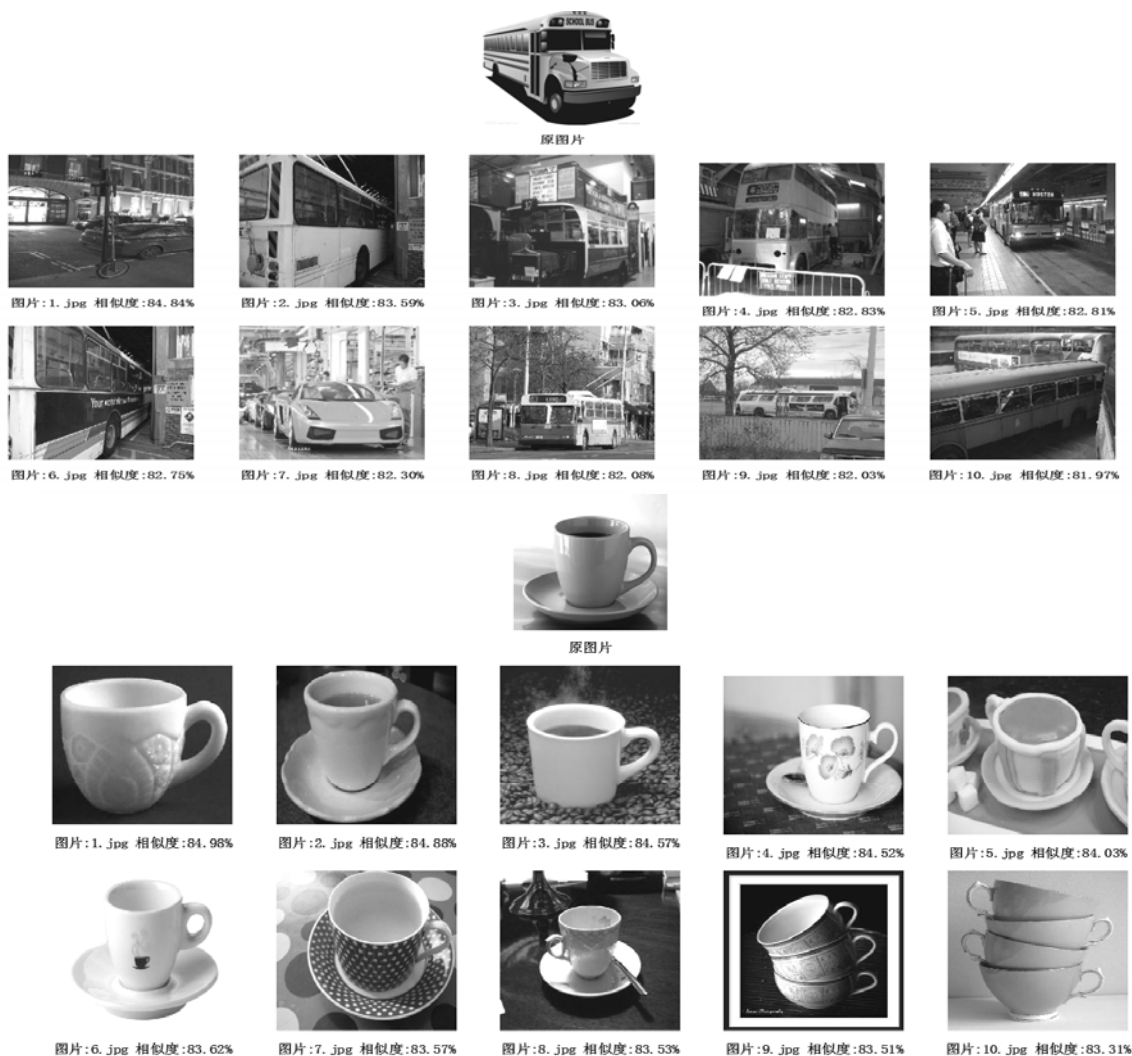 SCHOOL BUS
原图片
图片:1.jpg 相似度:84.84%
图片:2.jpg 相似度:83.59%
图片:3.jpg 相似度:83.06%
图片:4.jpg 相似度:82.83%
图片:5.jpg 相似度:82.81%
图片:6.jpg 相似度:82.75%
图片:7.jpg 相似度:82.30%
图片:8.jpg 相似度:82.08%
图片:9.jpg 相似度:82.03%
图片:10.jpg 相似度:81.97%
原图片
图片:1.jpg 相似度:84.98%
图片:2.jpg 相似度:84.88%
图片:3.jpg 相似度:84.57%
图片:4.jpg 相似度:84.52%
图片:5.jpg 相似度:84.03%
图片:6.jpg 相似度:83.62%
图片:7.jpg 相似度:83.57%
图片:8.jpg 相似度:83.53%
图片:9.jpg 相似度:83.51%
图片:10.jpg 相似度:83.31%